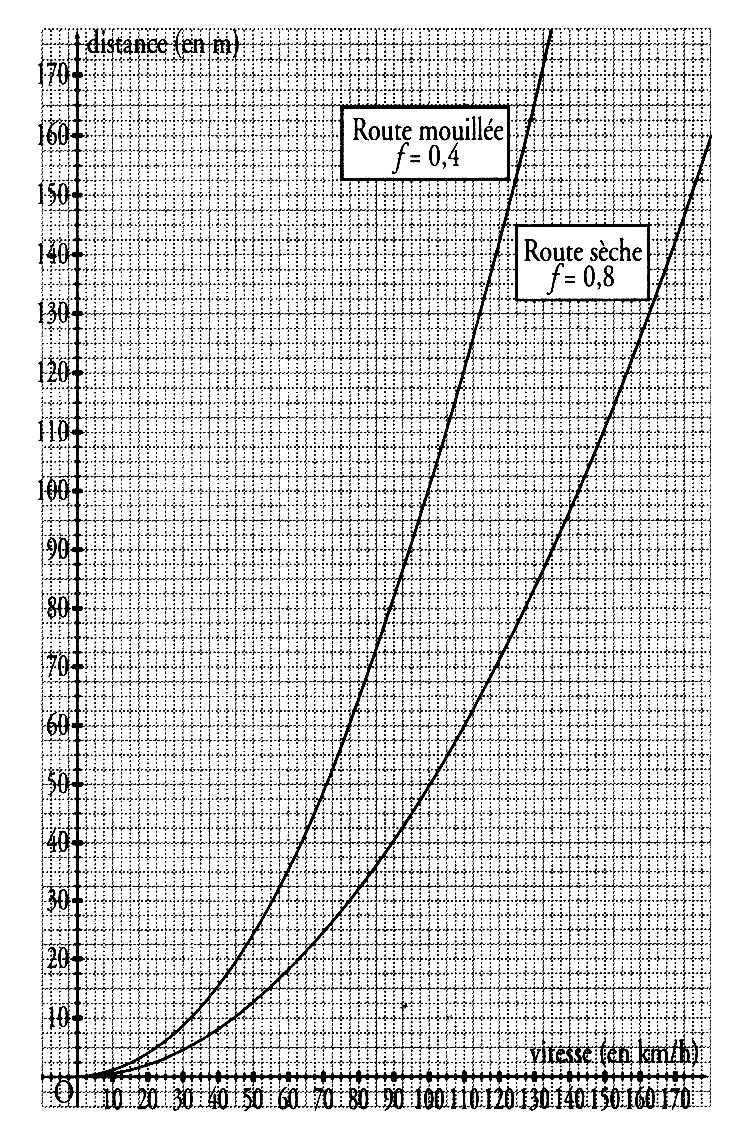 distance (en m)
170
160
150
140
130
120
110
100
90
80
70
60
50
40
30
20
10
Route mouillée
f = 0,4
Route sèche
f = 0,8
vitesse (en km/h)
O 10 20 30 40 50 60 70 80 90 100 110 120 130 140 150 160 170